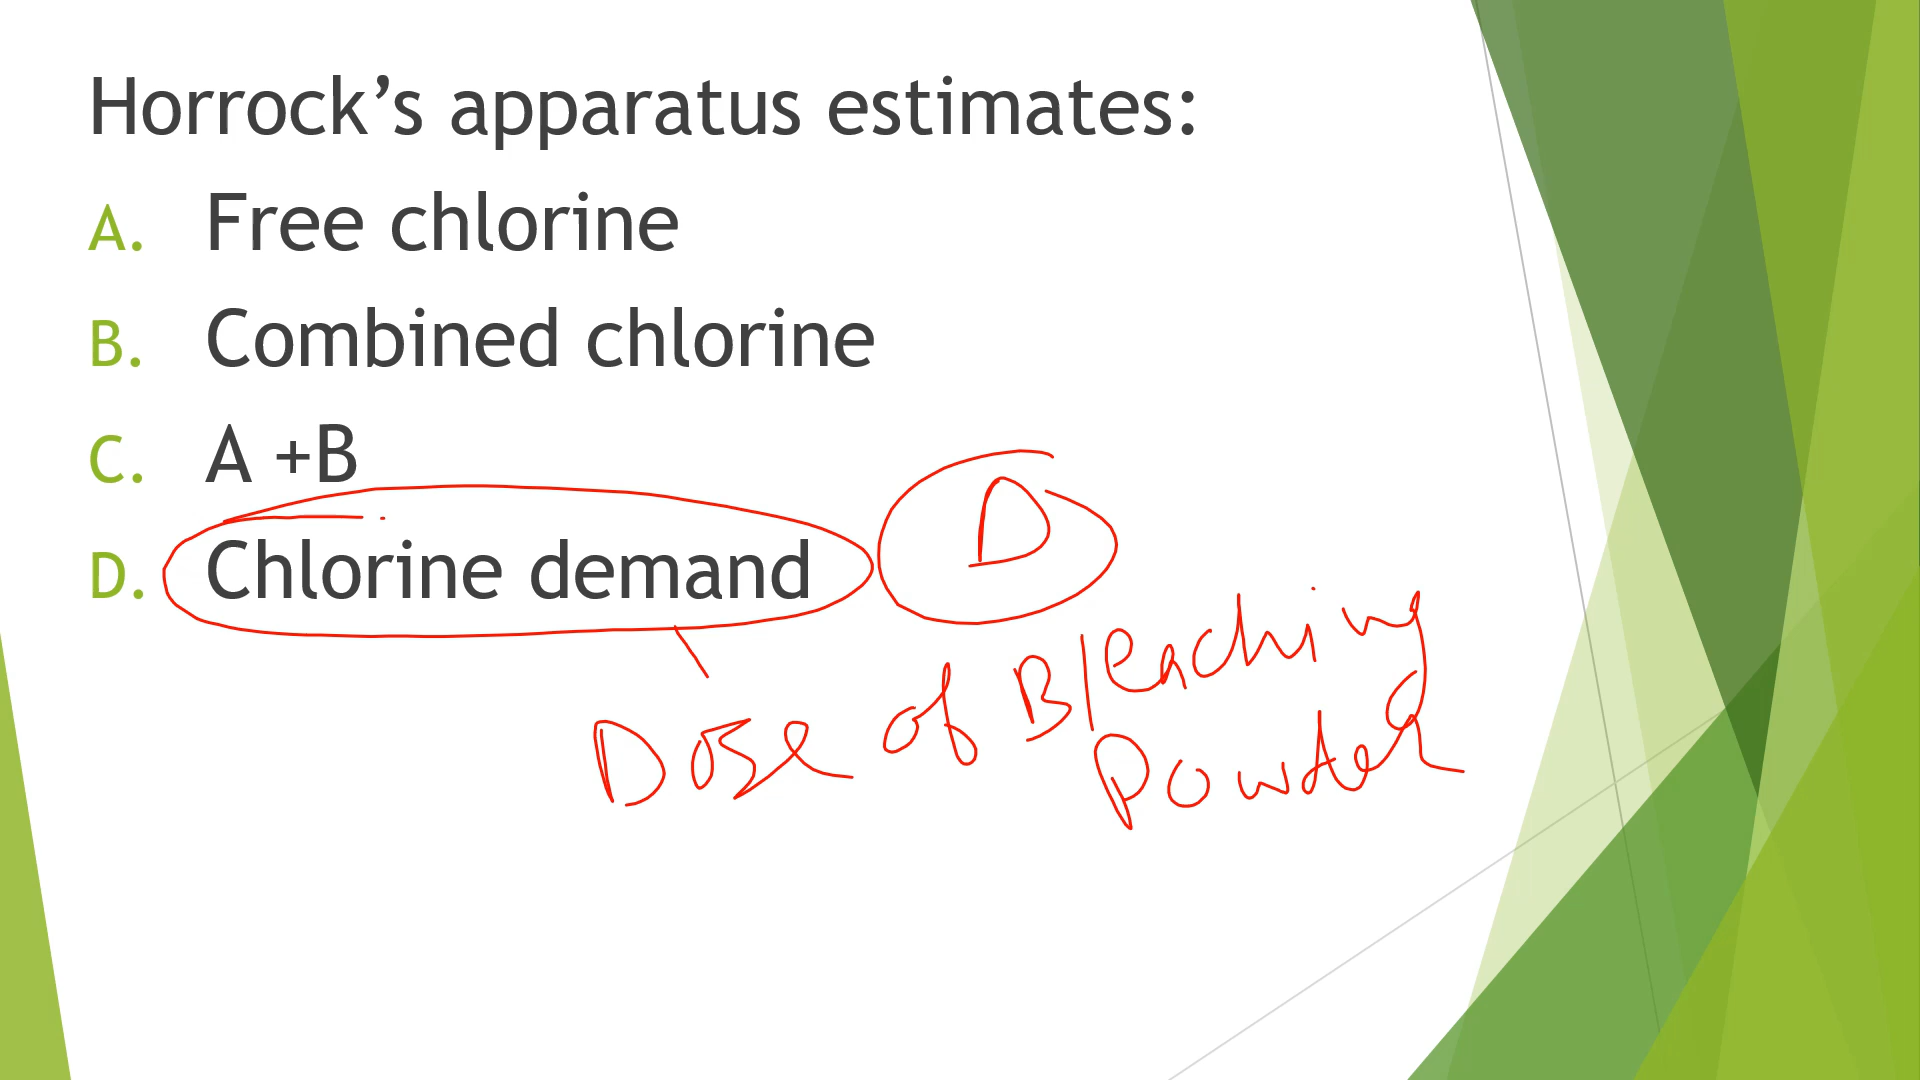 Horrock’s apparatus estimates:
A. Free chlorine
B. Combined chlorine
C. A +B
D. Chlorine demand
D
Dose of Bleaching
Powder